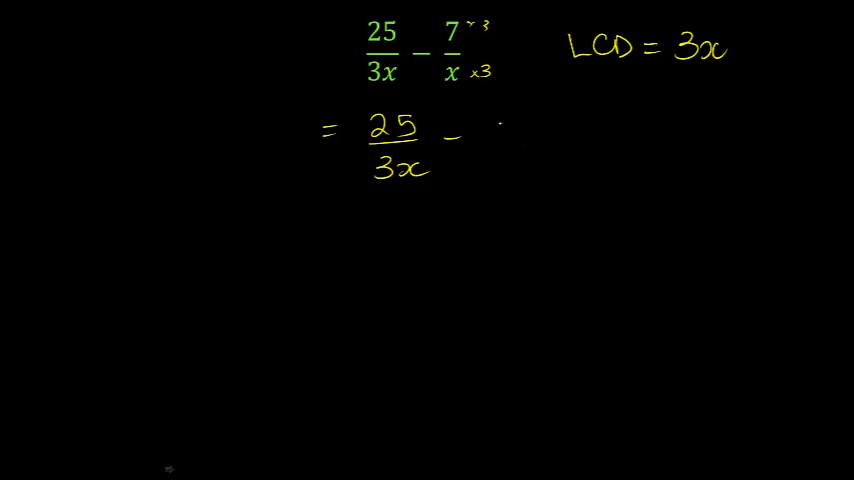 25/3x − 7/x ×3 ×3 LCD = 3x
= 25/3x −